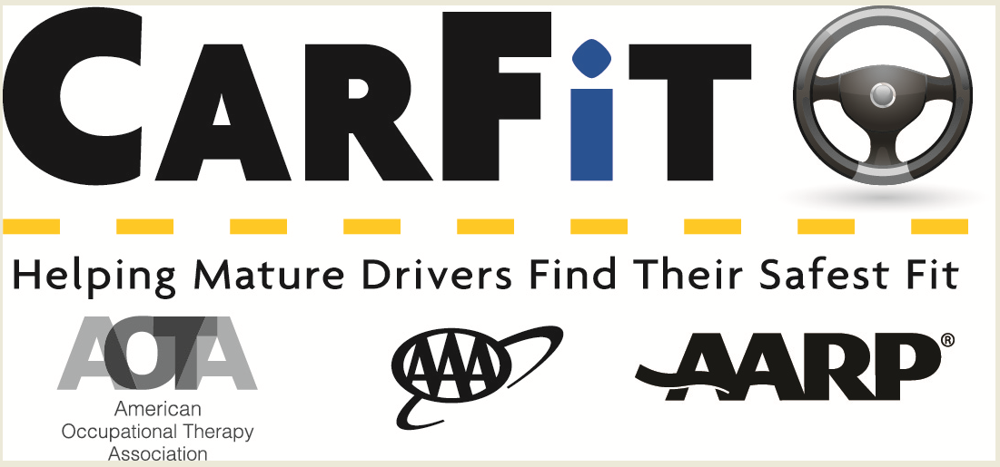 CARFiT
Helping Mature Drivers Find Their Safest Fit
AOTA
American
Occupational Therapy
Association
AAA
AARP®